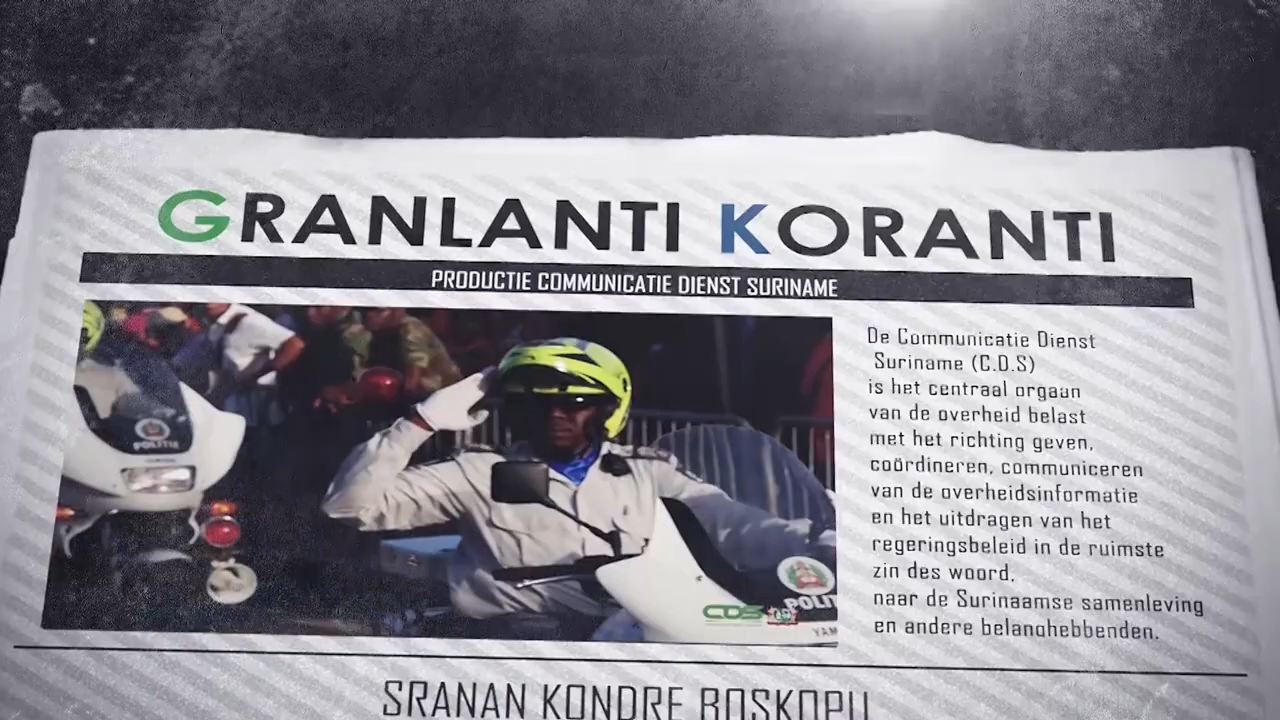 GRANLANTI KORANTI
PRODUCTIE COMMUNICATIE DIENST SURINAME
De Communicatie Dienst
Suriname (C.D.S)
is het centraal orgaan
van de overheid belast
met het richting geven,
coördineren, communiceren
van de overheidsinformatie
en het uitdragen van het
regeringsbeleid in de ruimste
zin des woord,
naar de Surinaamse samenleving
en andere belanghebbenden.
POLITIE
CDS
POLI
YAM
SRANAN KONDRE BOSKOPU